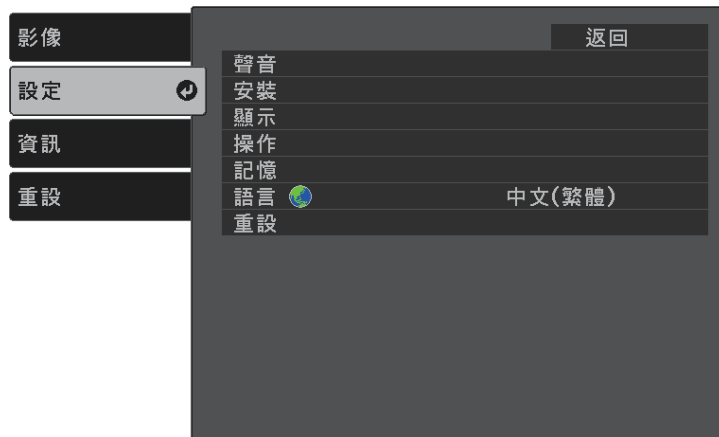 影像
設定
資訊
重設
返回
聲音
安裝
顯示
操作
記憶
語言 中文(繁體)
重設